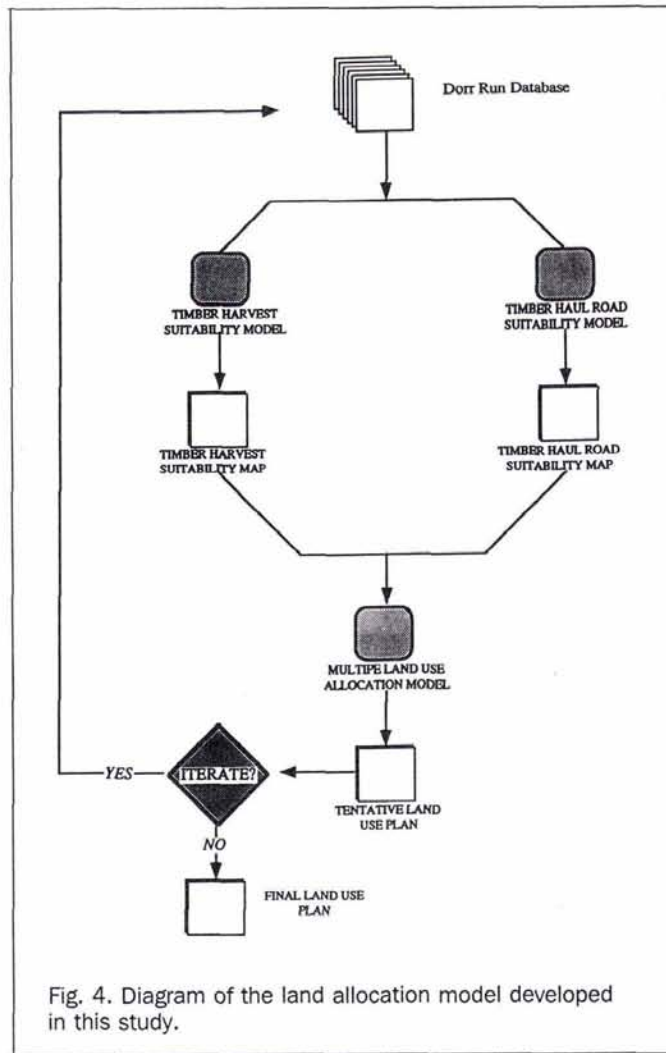 Dorr Run Database
TIMBER HARVEST
SUITABILITY MODEL
TIMBER HAUL ROAD
SUITABILITY MODEL
TIMBER HARVEST
SUITABILITY MAP
TIMBER HAUL ROAD
SUITABILITY MAP
MULTIPE LAND USE
ALLOCATION MODEL
YES
ITERATE?
TENTATIVE LAND
USE PLAN
NO
FINAL LAND USE
PLAN
Fig. 4. Diagram of the land allocation model developed
in this study.